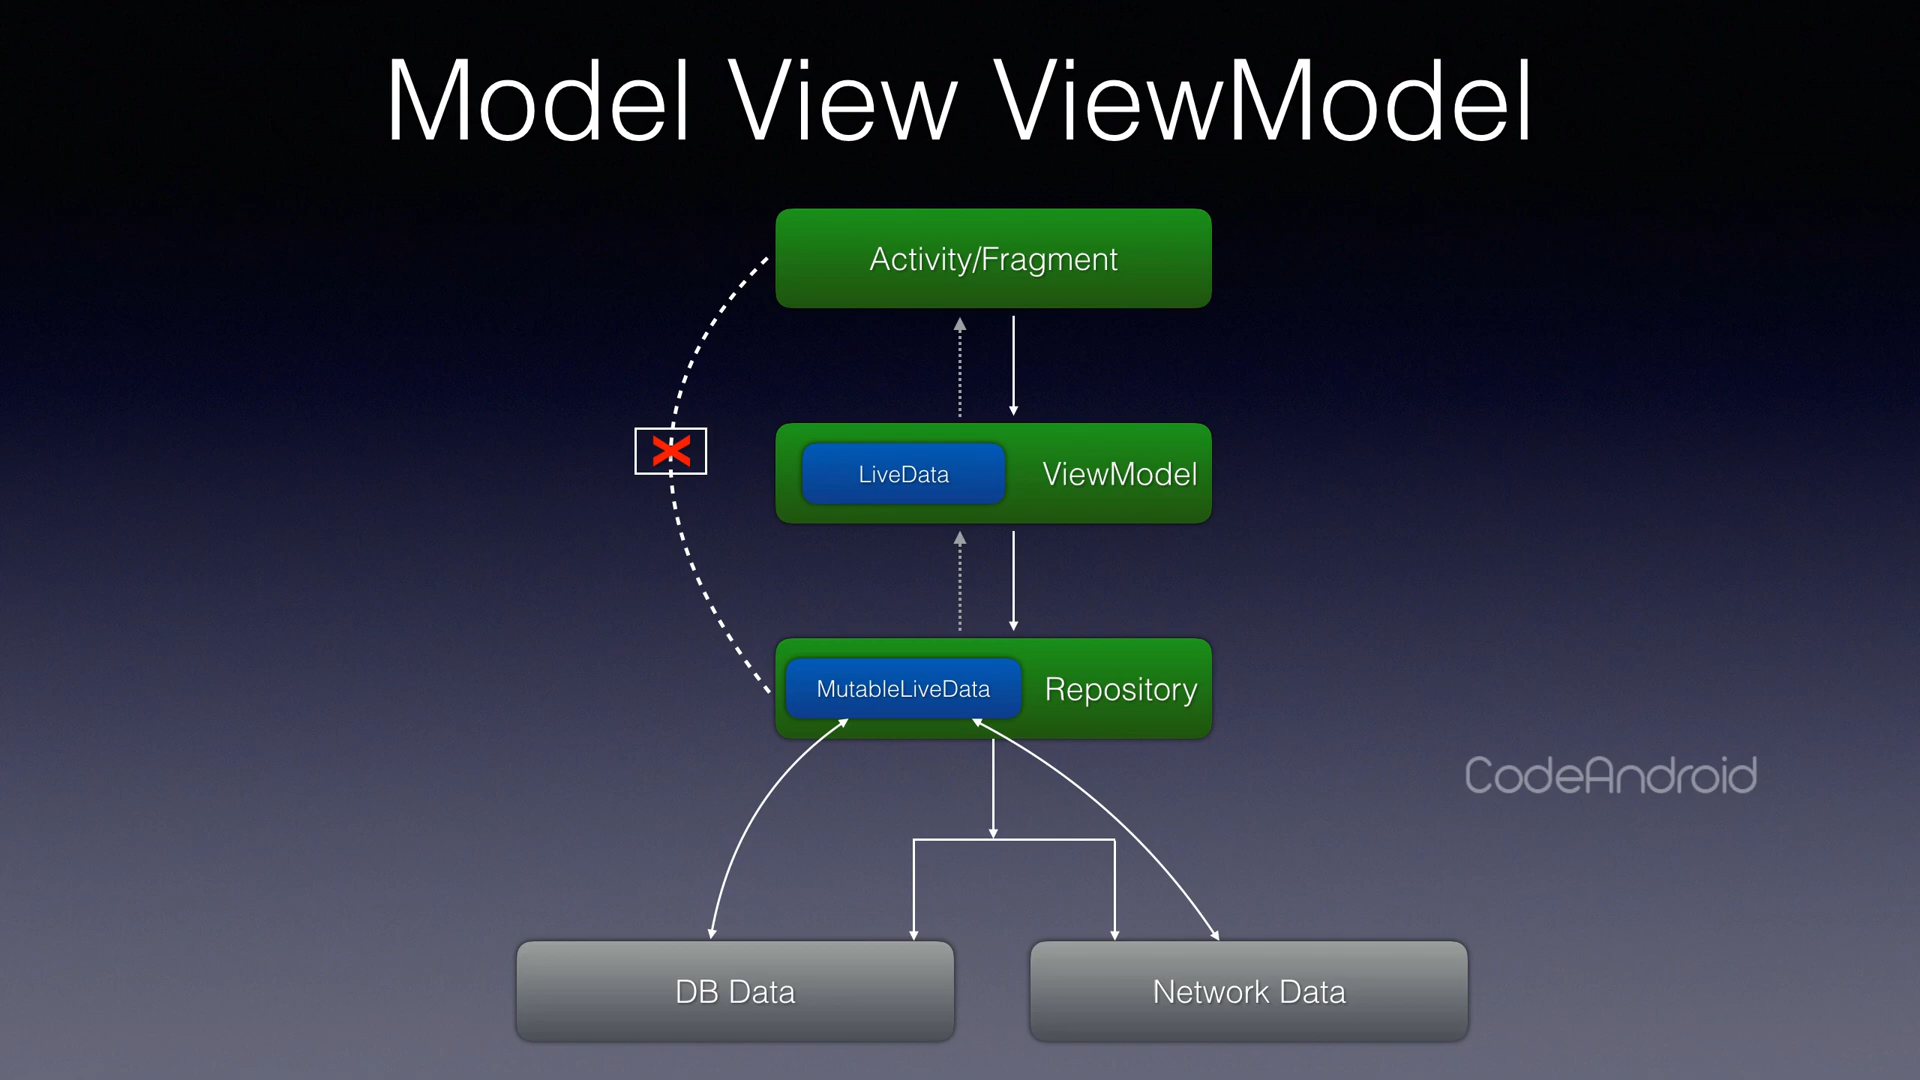 Model View ViewModel
Activity/Fragment
LiveData
ViewModel
MutableLiveData
Repository
CodeAndroid
DB Data
Network Data